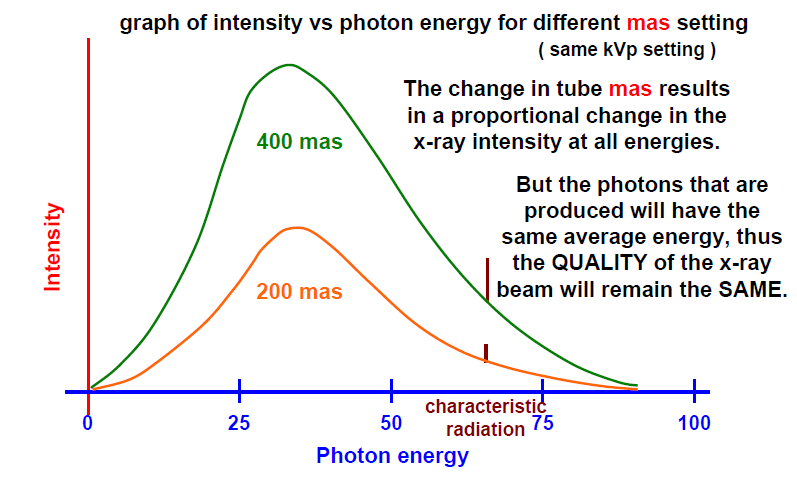 graph of intensity vs photon energy for different mas setting
( same kVp setting )
The change in tube mas results
in a proportional change in the
x-ray intensity at all energies.
400 mas
But the photons that are
produced will have the
same average energy, thus
the QUALITY of the x-ray
beam will remain the SAME.
Intensity
200 mas
characteristic
radiation
0
25
50
75
100
Photon energy